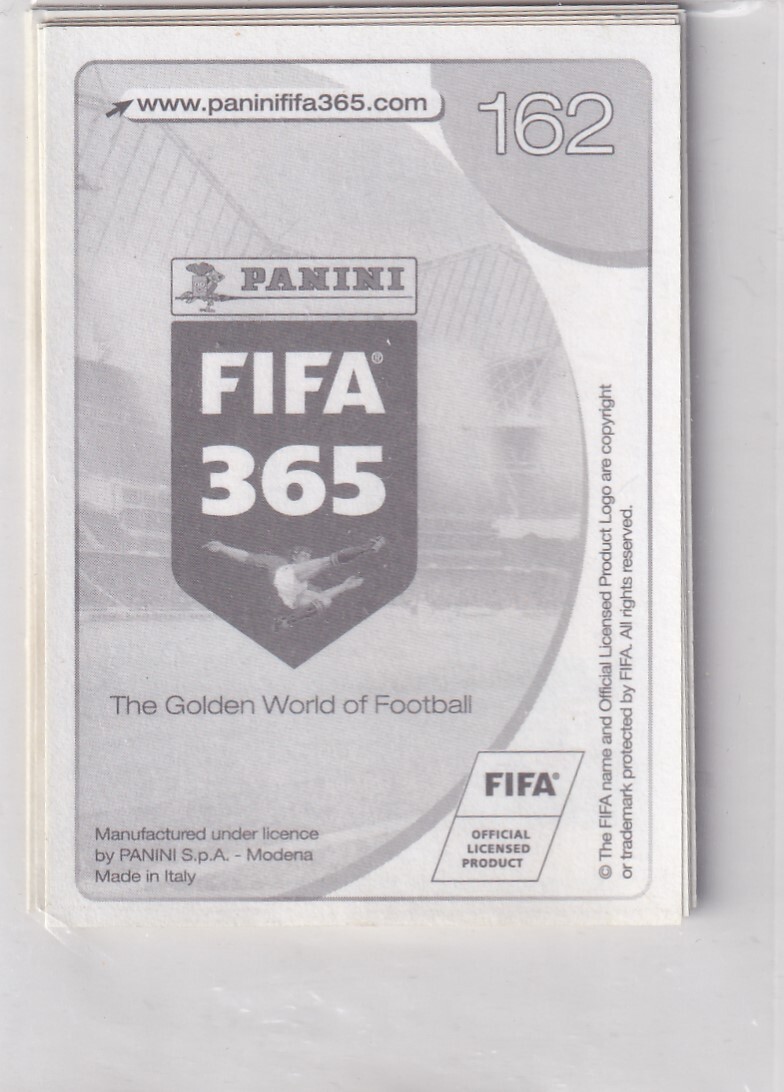 www.paninififa365.com
162
PANINI
FIFA®
365
The Golden World of Football
FIFA®
OFFICIAL
LICENSED
PRODUCT
Manufactured under licence
by PANINI S.p.A. - Modena
Made in Italy
© The FIFA name and Official Licensed Product Logo are copyright
or trademark protected by FIFA. All rights reserved.